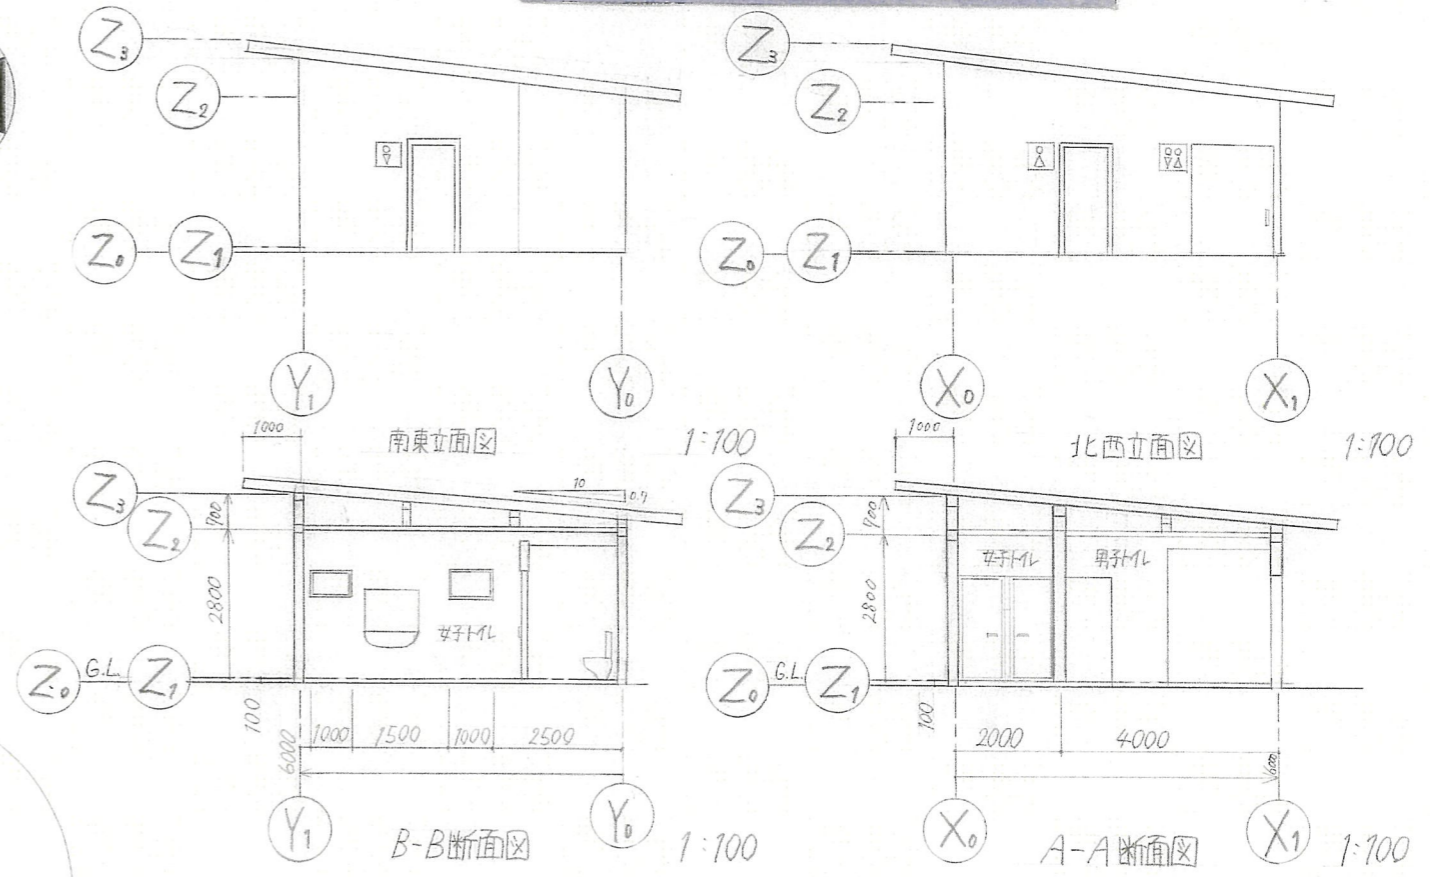 Z₃
Z₂
Z₀ Z₁
Y₁ Y₀
南東立面図 1:100
Z₃
Z₂
Z₀ Z₁
X₀ X₁
北西立面図 1:100
1000
Z₃
Z₂
10
0.7
700
2800
女子トイレ
Z₀ G.L. Z₁
100
1000 1500 1000 2500
6000
Y₁ Y₀
B-B断面図 1:100
1000
Z₃
Z₂
700
2800
女子トイレ 男子トイレ
Z₀ G.L. Z₁
100
2000 4000
6000
X₀ X₁
A-A断面図 1:100